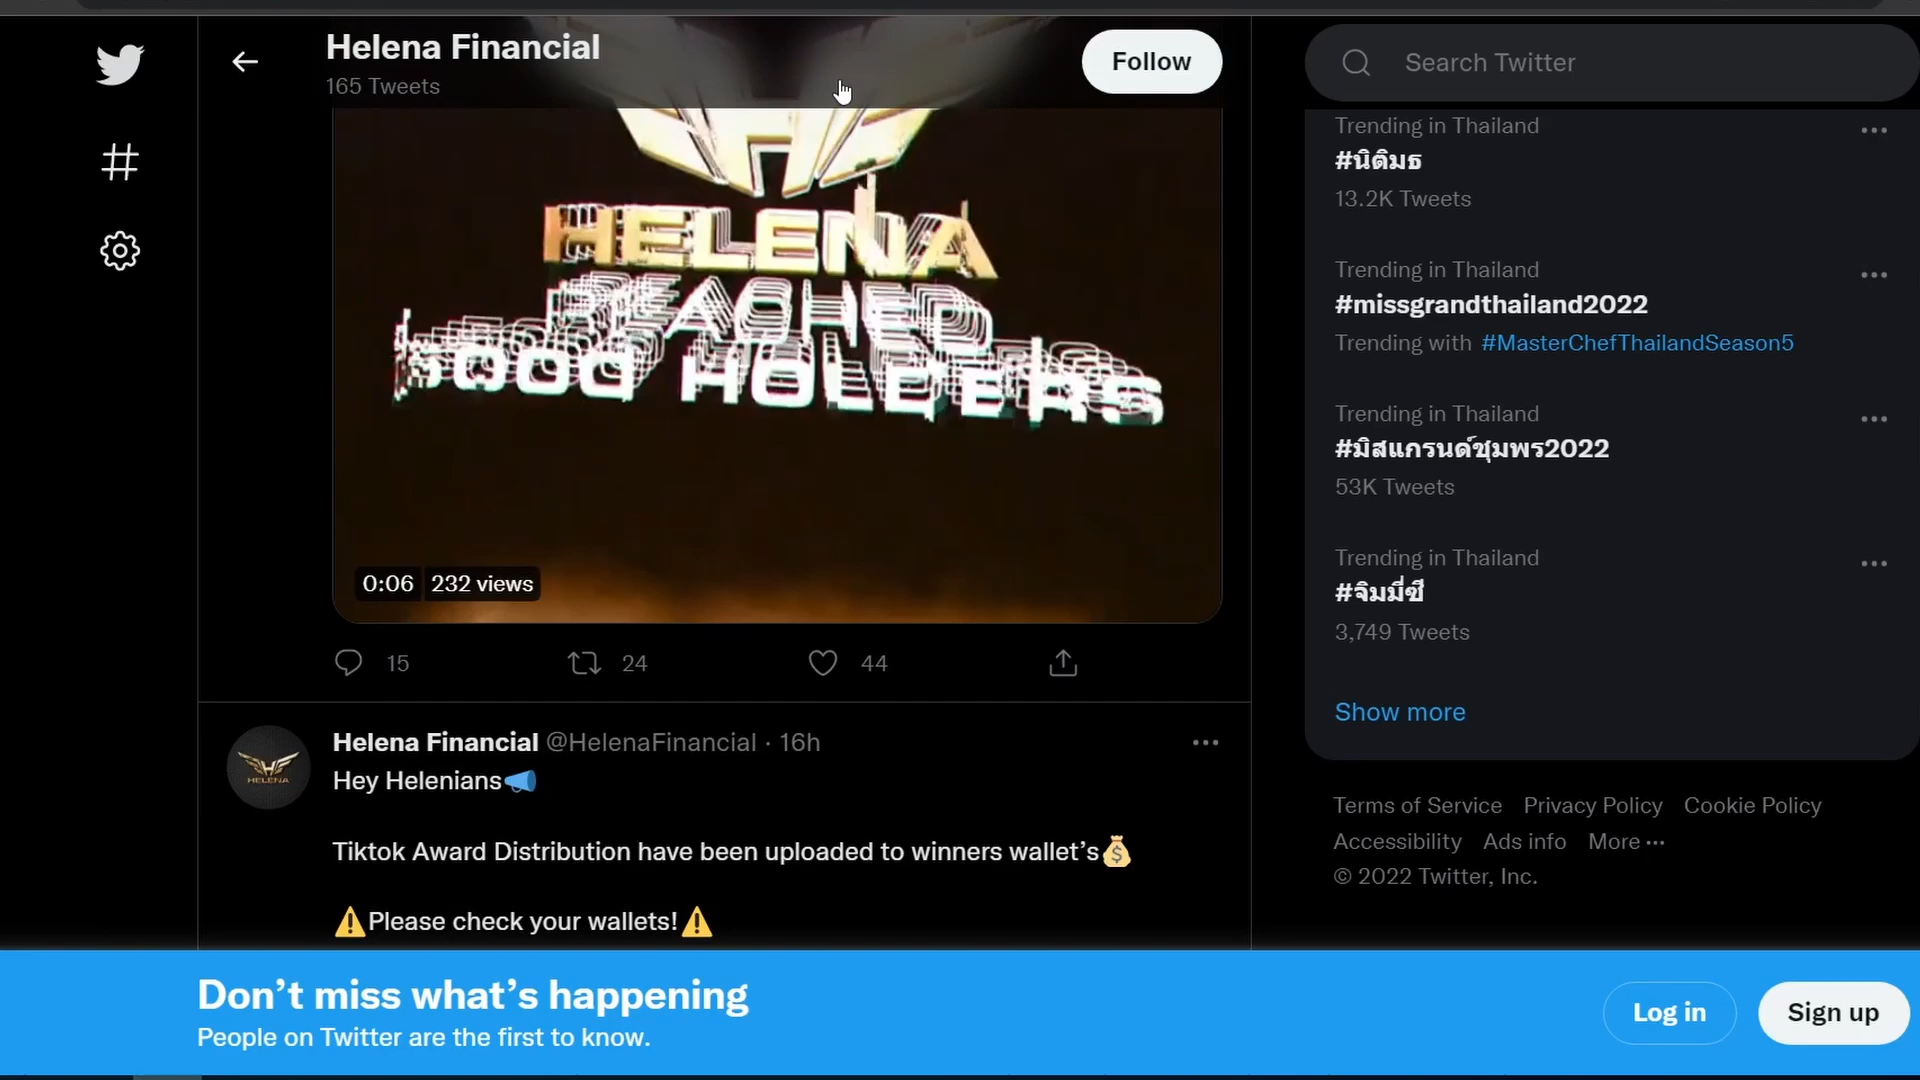 Helena Financial
165 Tweets
Follow
Search Twitter
HELENA
REACHED
HOLDERS
0:06 232 views
15
24
44
Helena Financial @HelenaFinancial · 16h
Hey Helenians📣
Tiktok Award Distribution have been uploaded to winners wallet's💰
⚠️Please check your wallets!⚠️
HELENA
Trending in Thailand
#นิติมธ
13.2K Tweets
Trending in Thailand
#missgrandthailand2022
Trending with #MasterChefThailandSeason5
Trending in Thailand
#มิสแกรนด์ชุมพร2022
53K Tweets
Trending in Thailand
#จิมมี่ซี
3,749 Tweets
Show more
Terms of Service Privacy Policy Cookie Policy
Accessibility Ads info More ···
© 2022 Twitter, Inc.
Don't miss what's happening
People on Twitter are the first to know.
Log in
Sign up